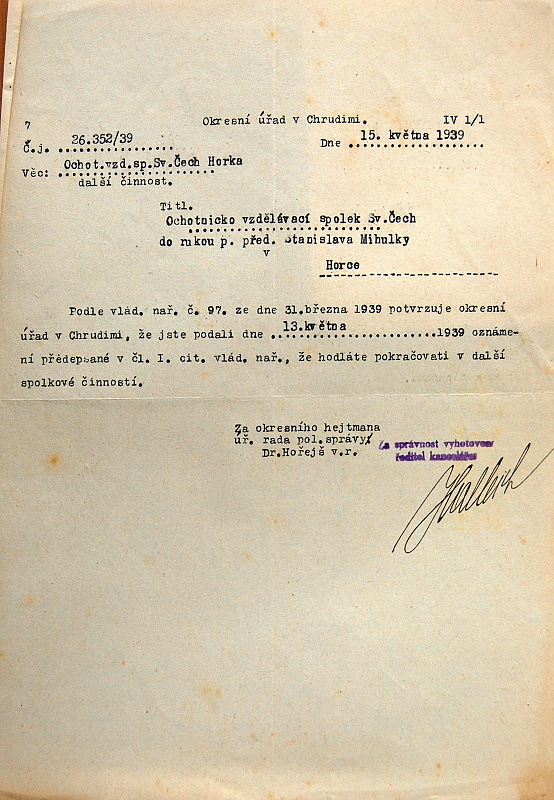 7
Okresní úřad v Chrudimi. IV 1/1
Č.j. 26.352/39 Dne 15. května 1939
Věc: Ochot.vzd.sp.Sv.Čech Horka
další činnost.
Titl.
Ochotnicko vzdělávací spolek Sv.Čech
do rukou p. před. Stanislava Mihulky
v
Horce
Podle vlád. nař. č. 97. ze dne 31.března 1939 potvrzuje okresní
úřad v Chrudimi, že jste podali dne 13.května 1939 oznáme-
ní předepsané v čl. I. cit. vlád. nař., že hodláte pokračovati v další
spolkové činností.
Za okresního hejtmana
úř. rada pol.správy:
Dr.Hořejš v.r.
Za správnost vyhotovení
ředitel kanceláře